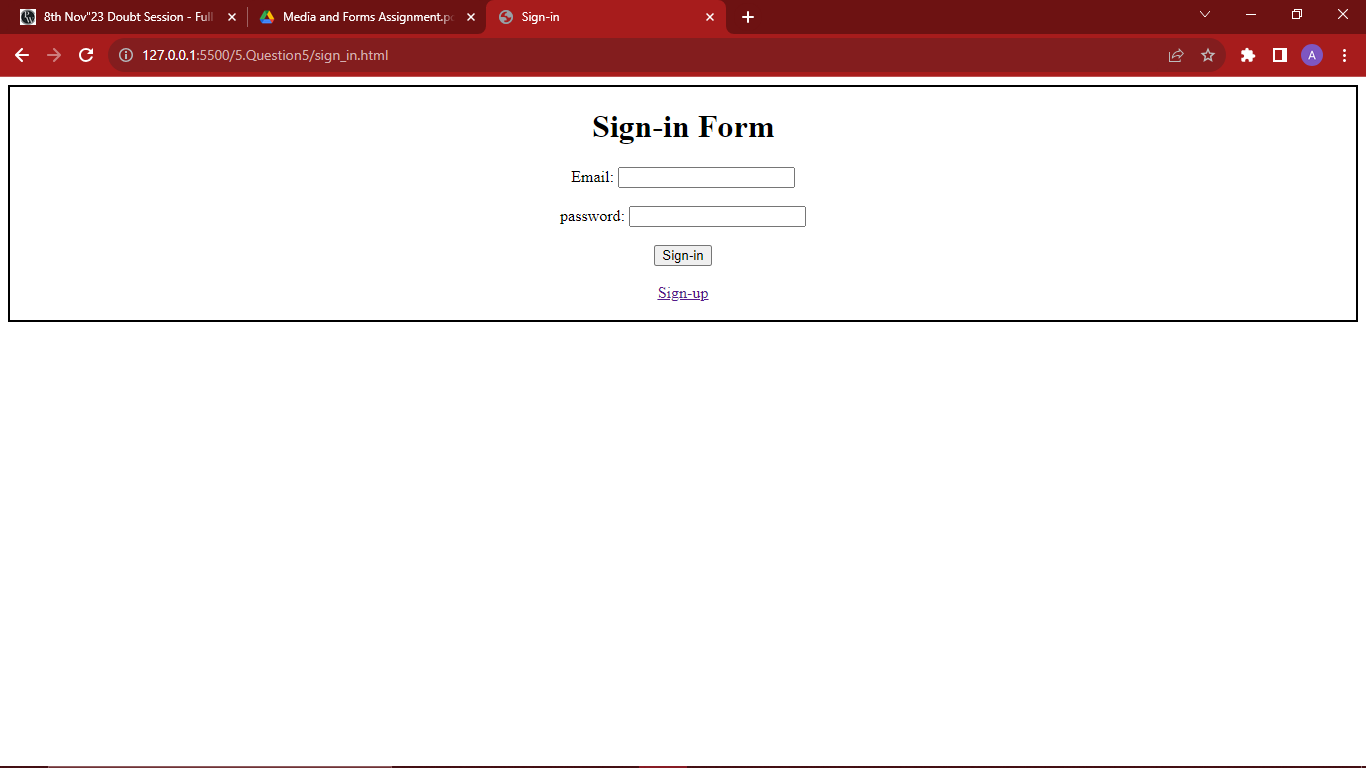 8th Nov"23 Doubt Session - Full
Media and Forms Assignment.pd
Sign-in
127.0.0.1:5500/5.Question5/sign_in.html
A
Sign-in Form
Email:
password:
Sign-in
Sign-up